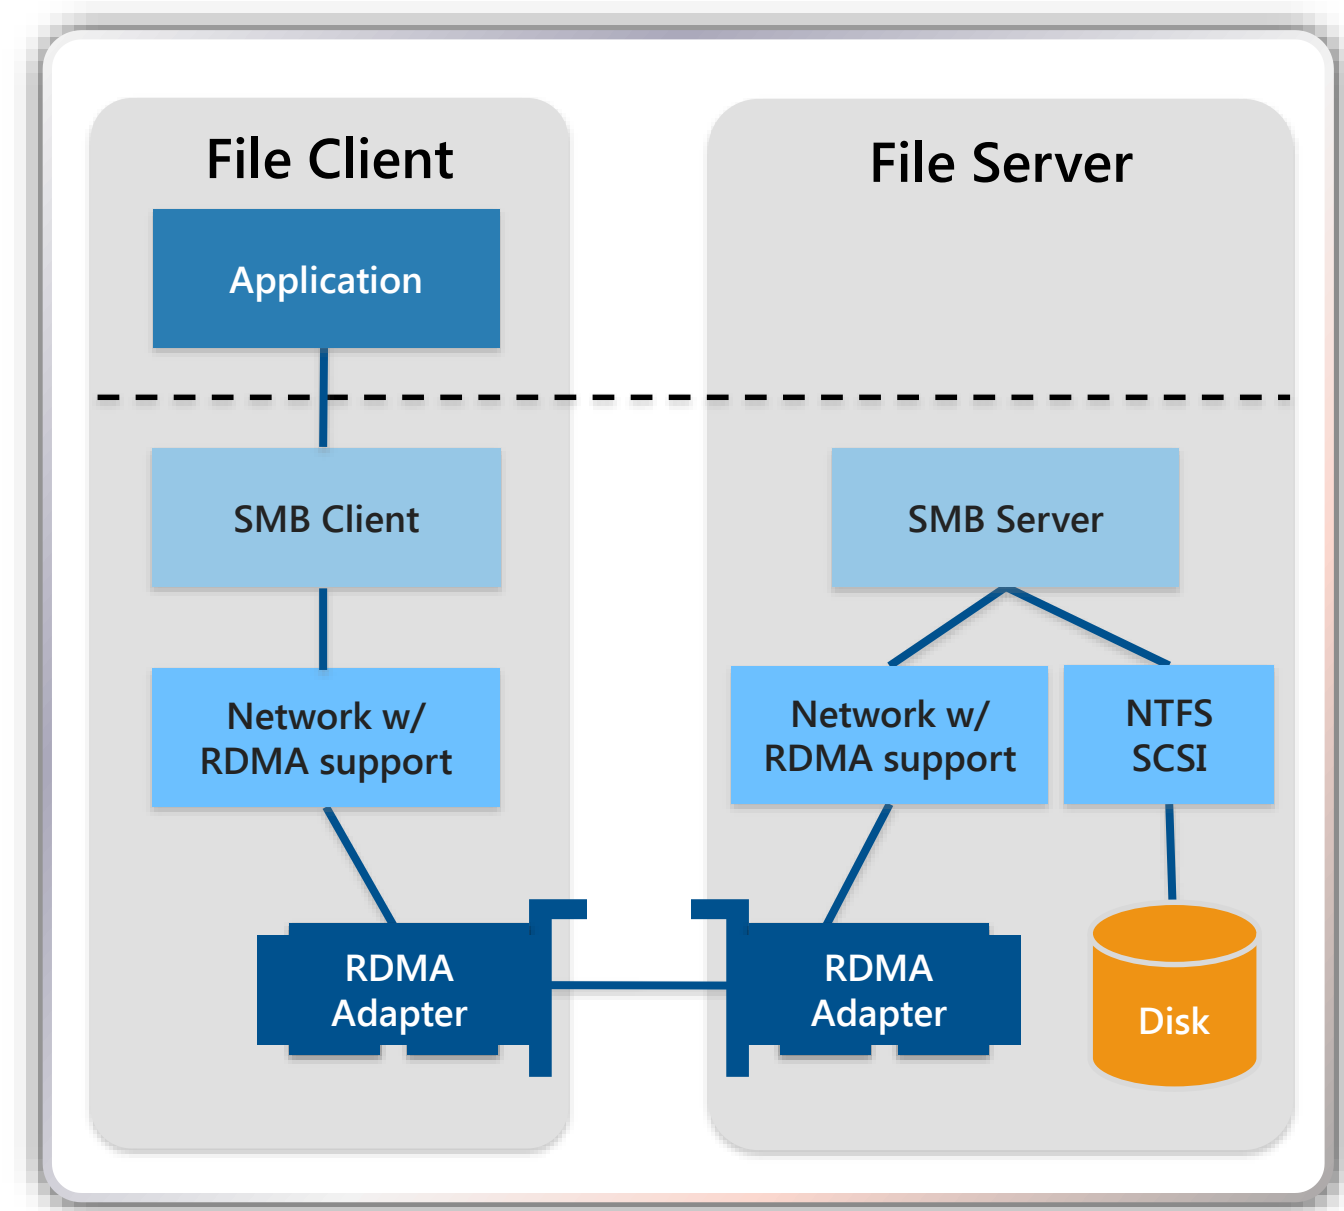 File Client
Application
SMB Client
Network w/
RDMA support
RDMA
Adapter
File Server
SMB Server
Network w/
RDMA support
NTFS
SCSI
RDMA
Adapter
Disk